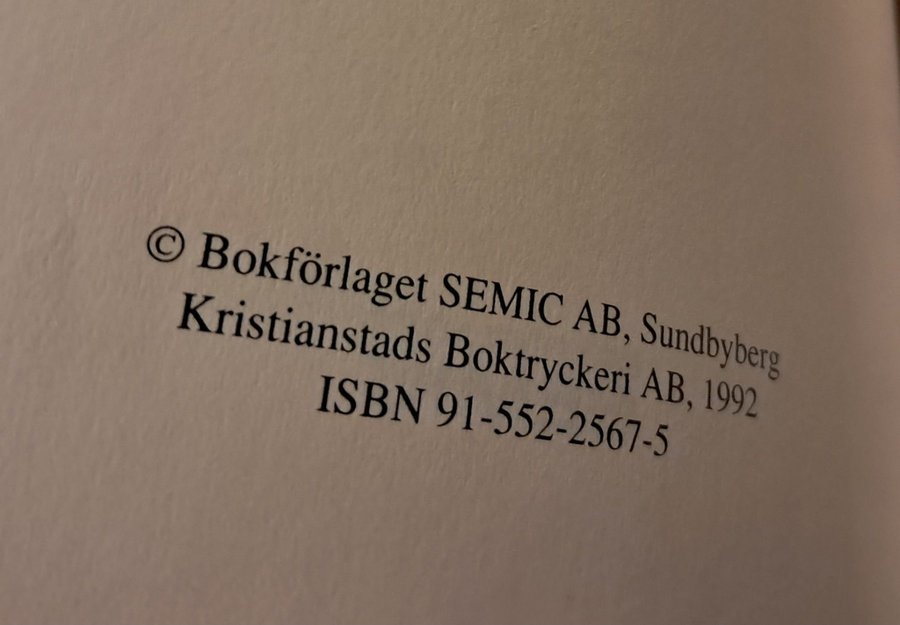 © Bokförlaget SEMIC AB, Sundbyberg
Kristianstads Boktryckeri AB, 1992
ISBN 91-552-2567-5